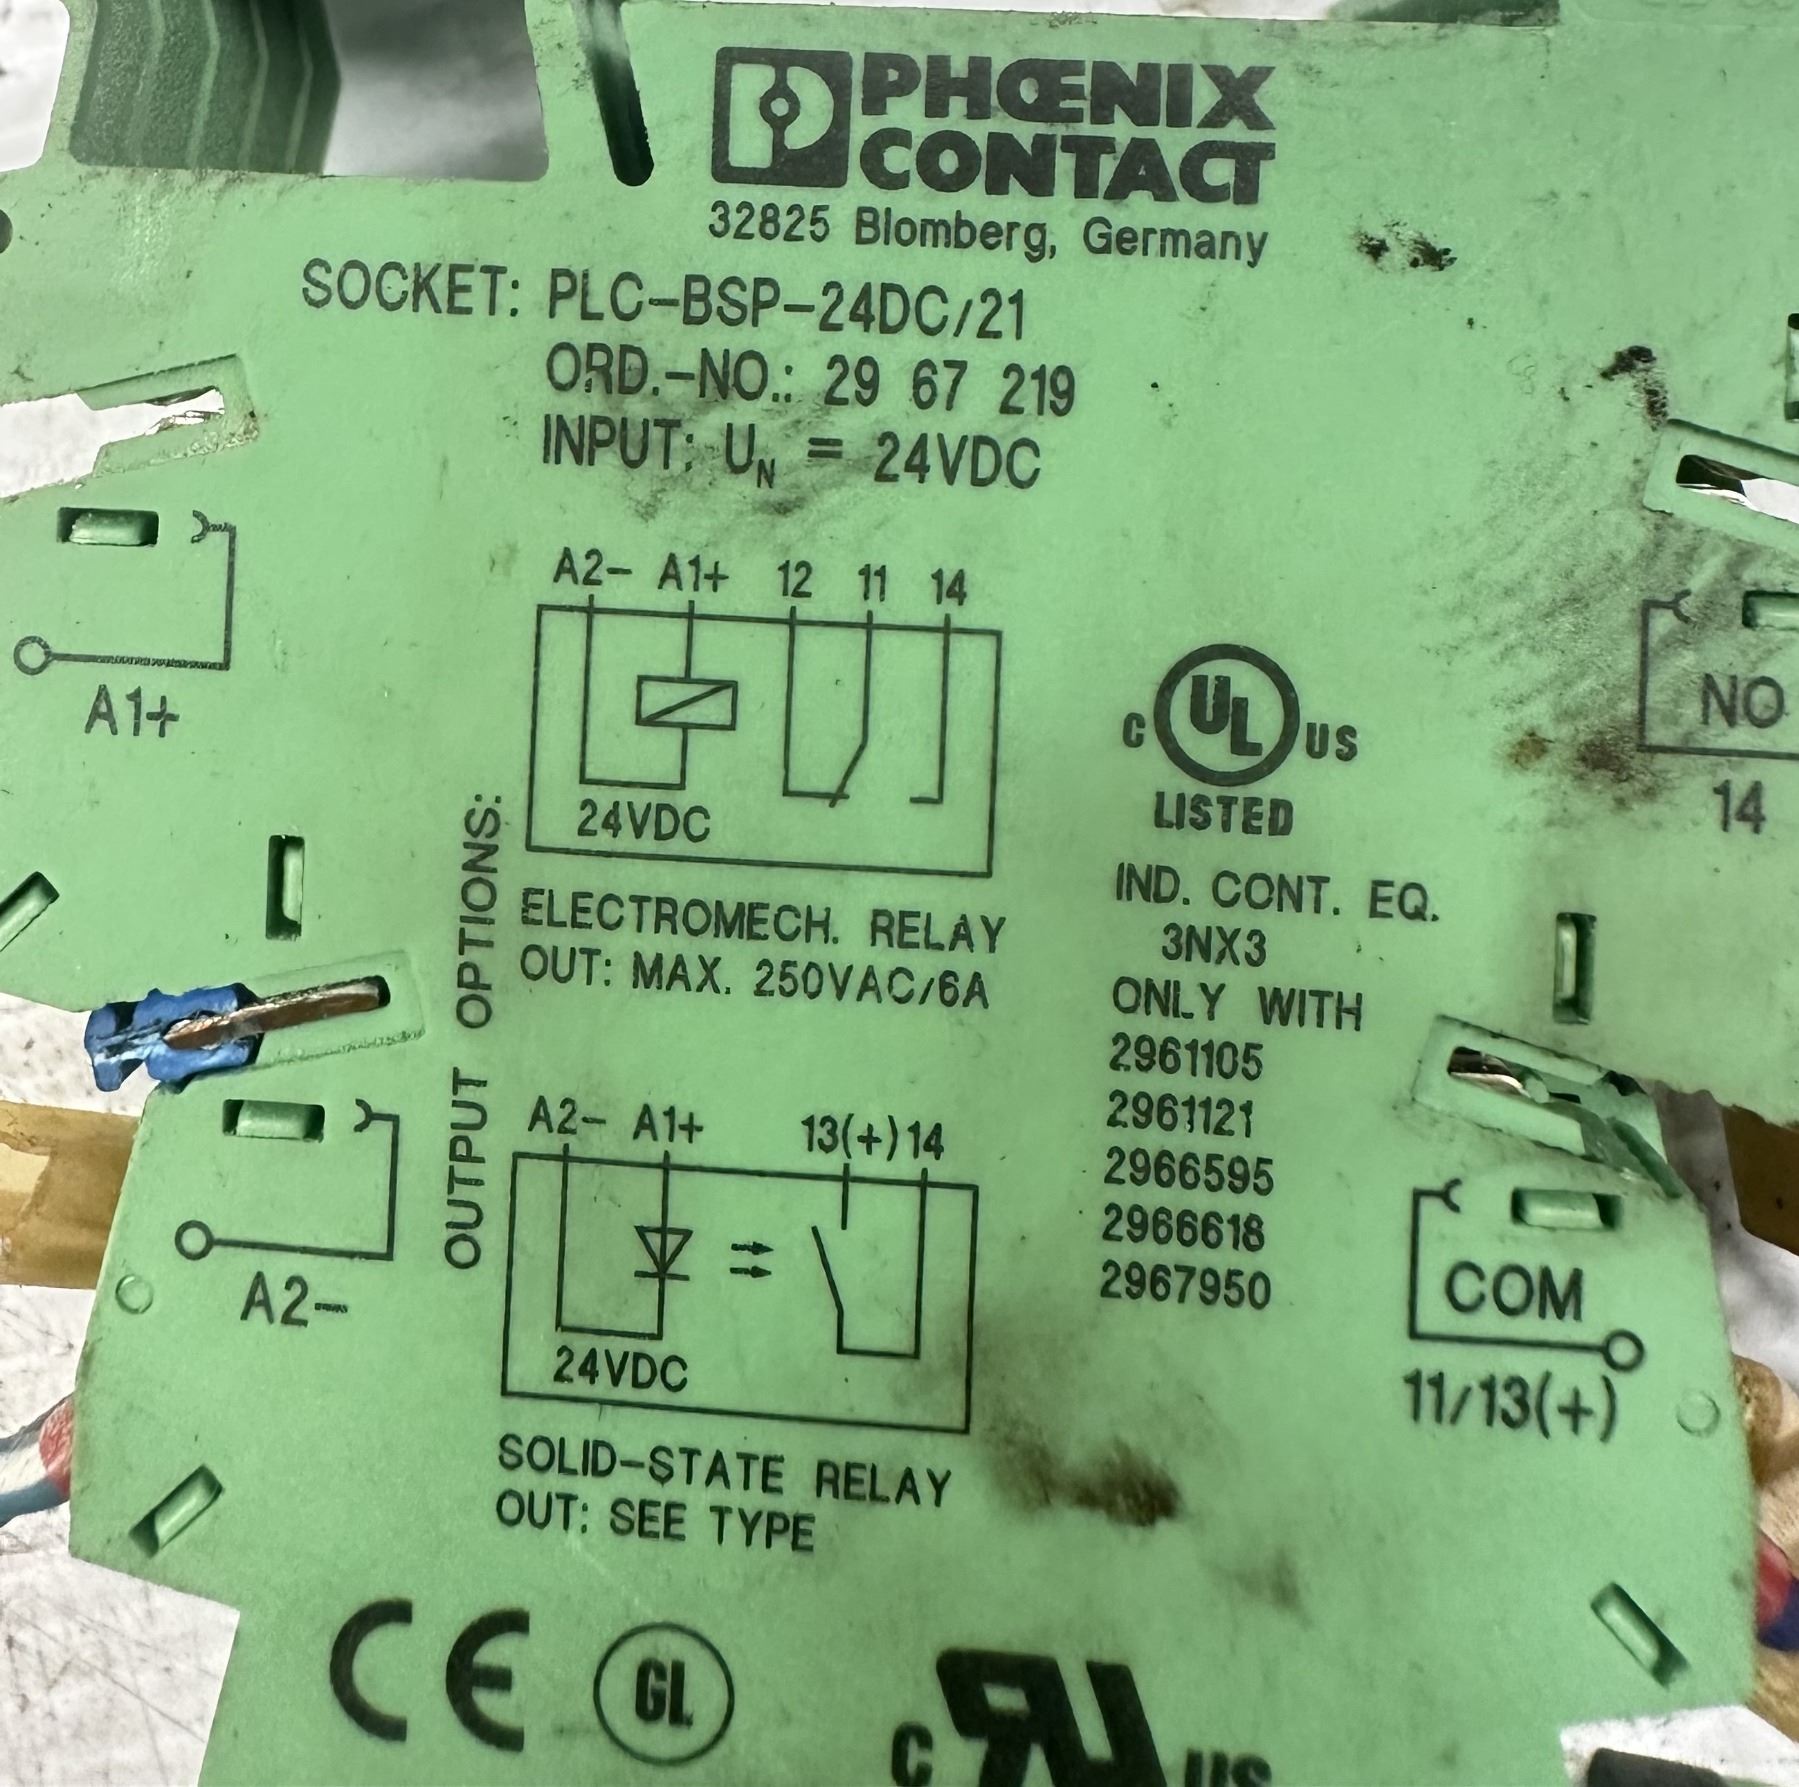 PHŒNIX
CONTACT
32825 Blomberg, Germany
SOCKET: PLC-BSP-24DC/21
ORD.-NO.: 29 67 219
INPUT: UN = 24VDC
A1+
A2-
OUTPUT OPTIONS:
A2- A1+ 12 11 14
24VDC
ELECTROMECH. RELAY
OUT: MAX. 250VAC/6A
A2- A1+ 13(+) 14
24VDC
SOLID-STATE RELAY
OUT: SEE TYPE
C UL US
LISTED
IND. CONT. EQ.
3NX3
ONLY WITH
2961105
2961121
2966595
2966618
2967950
NO
14
COM
11/13(+)
CE GL C RU US